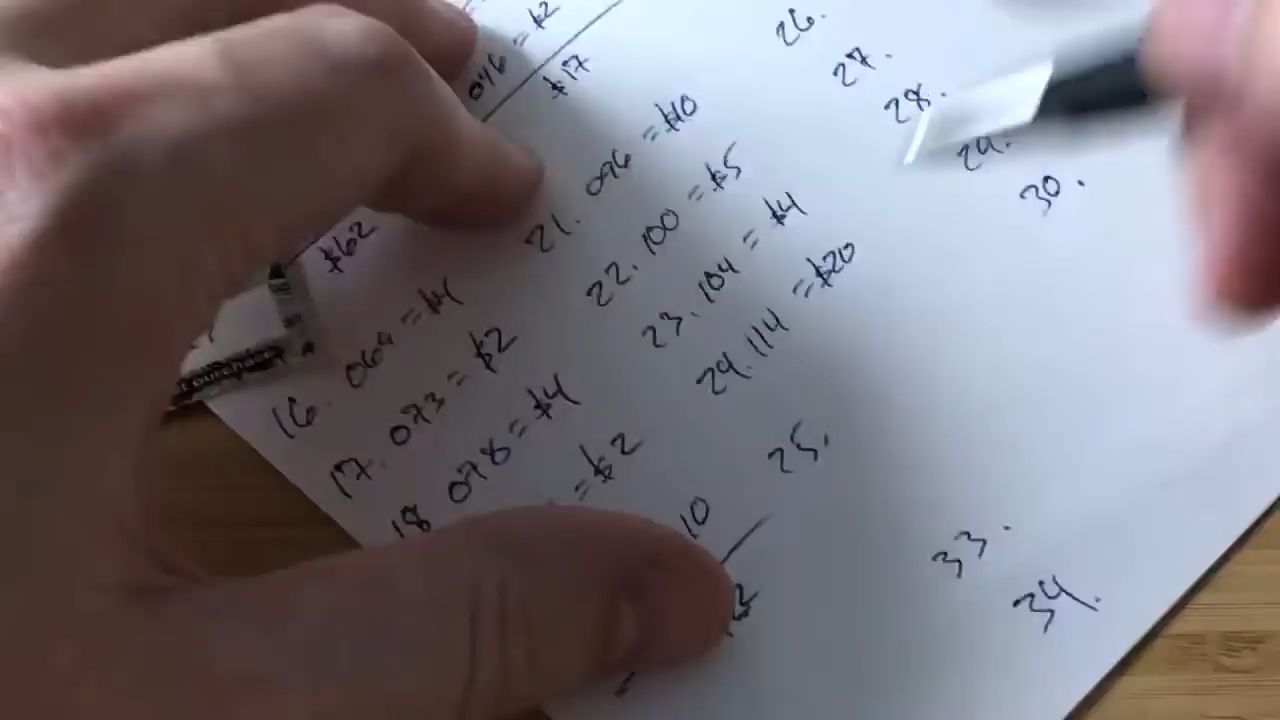 046 = $2
$17
$62
16. 069 = $4
17. 073 = $2
18 078 = $4
= $2
10
21. 096 = $10
22. 100 = $5
23. 104 = $4
24. 114 = $20
25.
26.
27.
28.
29.
30.
33.
34.